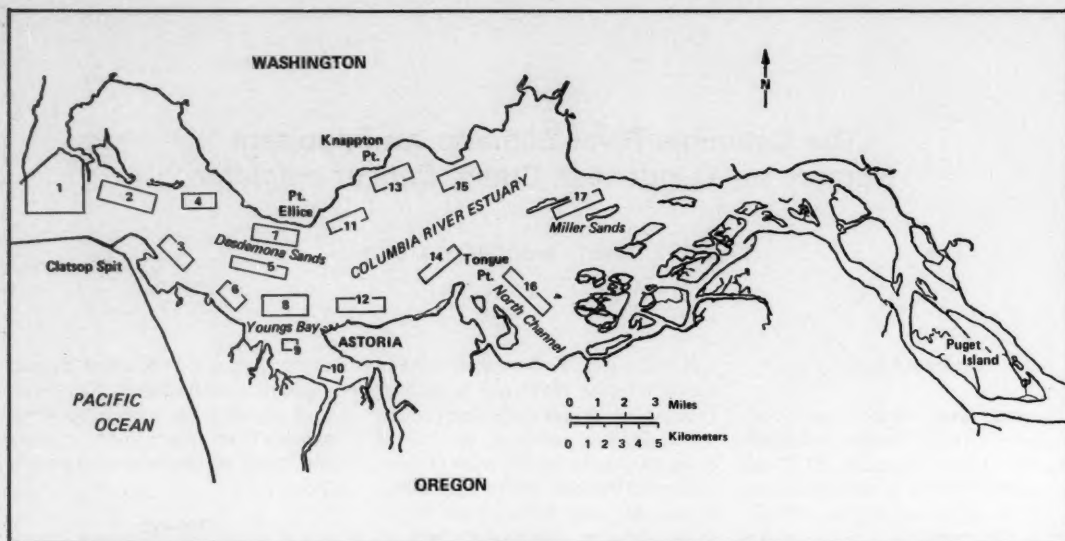 WASHINGTON
N
Knappton
Pt.
13
15
1
2
4
Pt.
Ellice
11
17
COLUMBIA RIVER ESTUARY
Miller Sands
7
Desdemona Sands
3
5
Clatsop Spit
14
Tongue
Pt.
16
North Channel
6
8
12
Youngs Bay
ASTORIA
9
10
Puget
Island
PACIFIC
OCEAN
0 1 2 3 Miles
0 1 2 3 4 5 Kilometers
OREGON